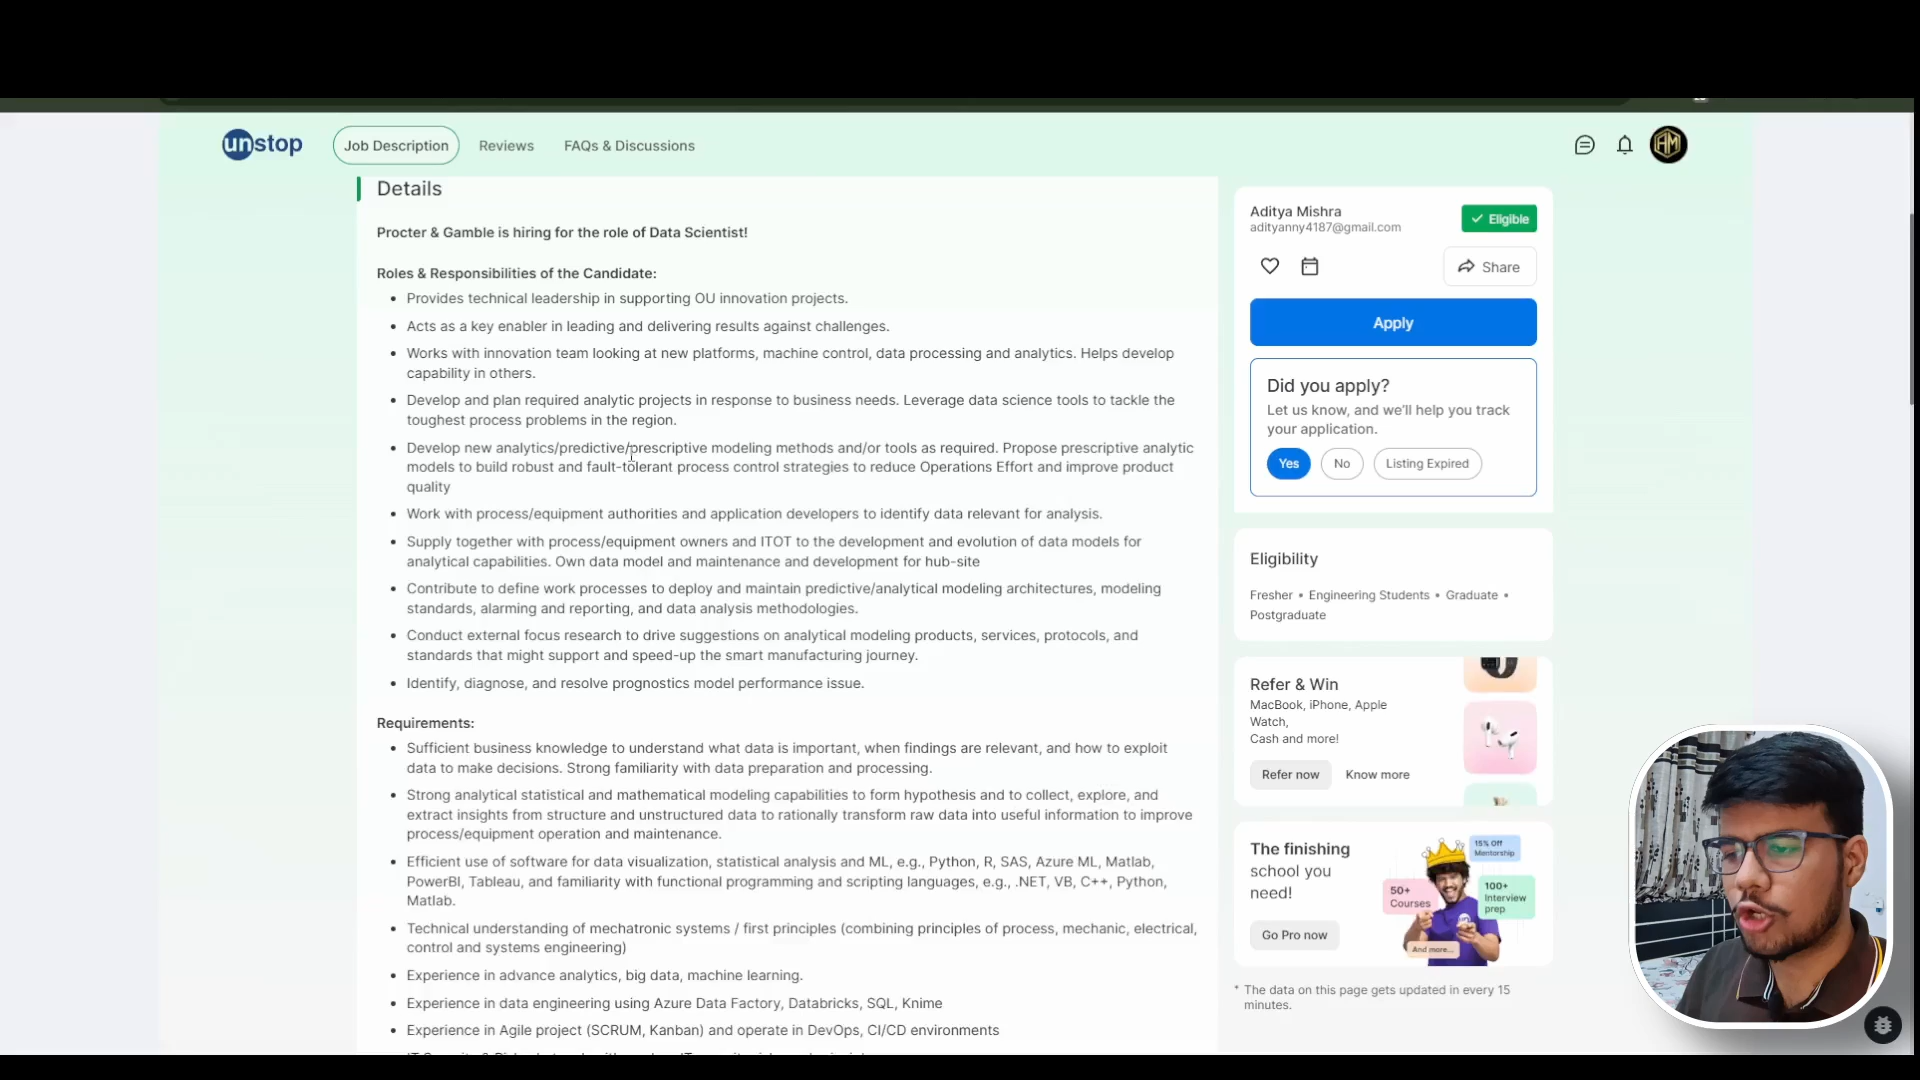 unstop
Job Description
Reviews
FAQs & Discussions
Details
Procter & Gamble is hiring for the role of Data Scientist!
Roles & Responsibilities of the Candidate:
• Provides technical leadership in supporting OU innovation projects.
• Acts as a key enabler in leading and delivering results against challenges.
• Works with innovation team looking at new platforms, machine control, data processing and analytics. Helps develop
capability in others.
• Develop and plan required analytic projects in response to business needs. Leverage data science tools to tackle the
toughest process problems in the region.
• Develop new analytics/predictive/prescriptive modeling methods and/or tools as required. Propose prescriptive analytic
models to build robust and fault-tolerant process control strategies to reduce Operations Effort and improve product
quality
• Work with process/equipment authorities and application developers to identify data relevant for analysis.
• Supply together with process/equipment owners and ITOT to the development and evolution of data models for
analytical capabilities. Own data model and maintenance and development for hub-site
• Contribute to define work processes to deploy and maintain predictive/analytical modeling architectures, modeling
standards, alarming and reporting, and data analysis methodologies.
• Conduct external focus research to drive suggestions on analytical modeling products, services, protocols, and
standards that might support and speed-up the smart manufacturing journey.
• Identify, diagnose, and resolve prognostics model performance issue.
Requirements:
• Sufficient business knowledge to understand what data is important, when findings are relevant, and how to exploit
data to make decisions. Strong familiarity with data preparation and processing.
• Strong analytical statistical and mathematical modeling capabilities to form hypothesis and to collect, explore, and
extract insights from structure and unstructured data to rationally transform raw data into useful information to improve
process/equipment operation and maintenance.
• Efficient use of software for data visualization, statistical analysis and ML, e.g., Python, R, SAS, Azure ML, Matlab,
PowerBI, Tableau, and familiarity with functional programming and scripting languages, e.g., .NET, VB, C++, Python,
Matlab.
• Technical understanding of mechatronic systems / first principles (combining principles of process, mechanic, electrical,
control and systems engineering)
• Experience in advance analytics, big data, machine learning.
• Experience in data engineering using Azure Data Factory, Databricks, SQL, Knime
• Experience in Agile project (SCRUM, Kanban) and operate in DevOps, CI/CD environments
Aditya Mishra
adityanny4187@gmail.com
Eligible
Share
Apply
Did you apply?
Let us know, and we'll help you track
your application.
Yes
No
Listing Expired
Eligibility
Fresher • Engineering Students • Graduate •
Postgraduate
Refer & Win
MacBook, iPhone, Apple
Watch,
Cash and more!
Refer now
Know more
The finishing
school you
need!
Go Pro now
15% Off
Mentorship
50+
Courses
100+
Interview
prep
And more...
* The data on this page gets updated in every 15
minutes.